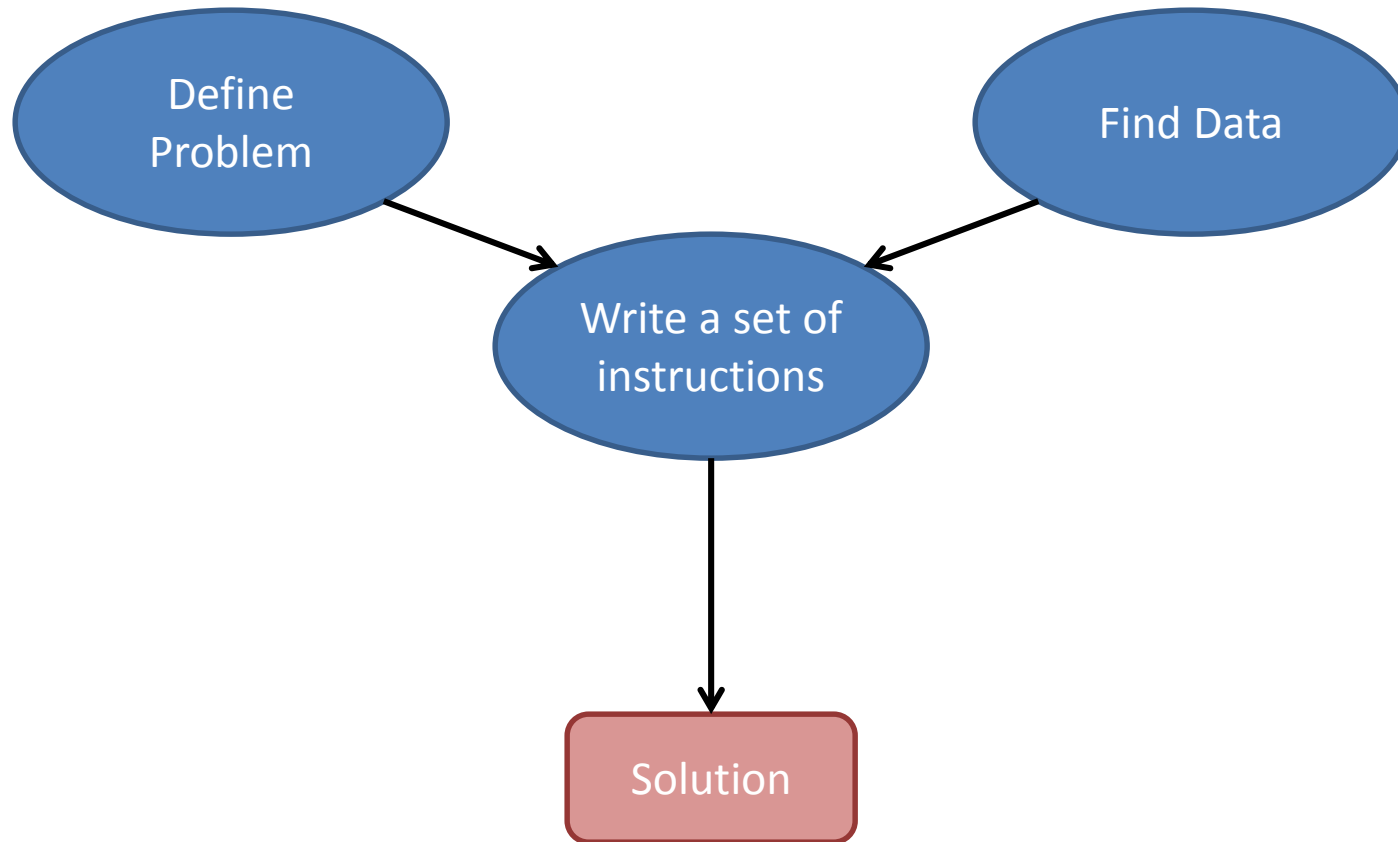 Define
Problem
Find Data
Write a set of
instructions
Solution